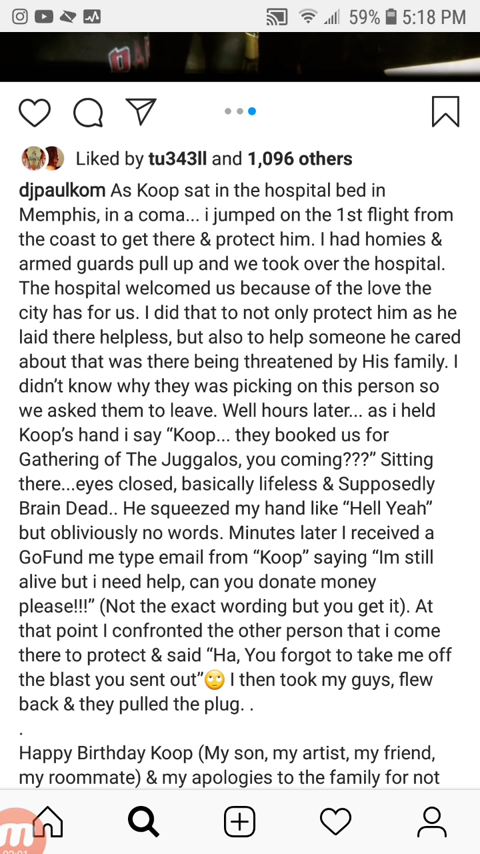 59% 5:18 PM
Liked by tu343ll and 1,096 others
djpaulkom As Koop sat in the hospital bed in
Memphis, in a coma... i jumped on the 1st flight from
the coast to get there & protect him. I had homies &
armed guards pull up and we took over the hospital.
The hospital welcomed us because of the love the
city has for us. I did that to not only protect him as he
laid there helpless, but also to help someone he cared
about that was there being threatened by His family. I
didn't know why they was picking on this person so
we asked them to leave. Well hours later... as i held
Koop's hand i say “Koop... they booked us for
Gathering of The Juggalos, you coming???” Sitting
there...eyes closed, basically lifeless & Supposedly
Brain Dead.. He squeezed my hand like “Hell Yeah”
but obliviously no words. Minutes later I received a
GoFund me type email from “Koop” saying “Im still
alive but i need help, can you donate money
please!!!” (Not the exact wording but you get it). At
that point I confronted the other person that i come
there to protect & said “Ha, You forgot to take me off
the blast you sent out”🙄 I then took my guys, flew
back & they pulled the plug. .
.
Happy Birthday Koop (My son, my artist, my friend,
my roommate) & my apologies to the family for not